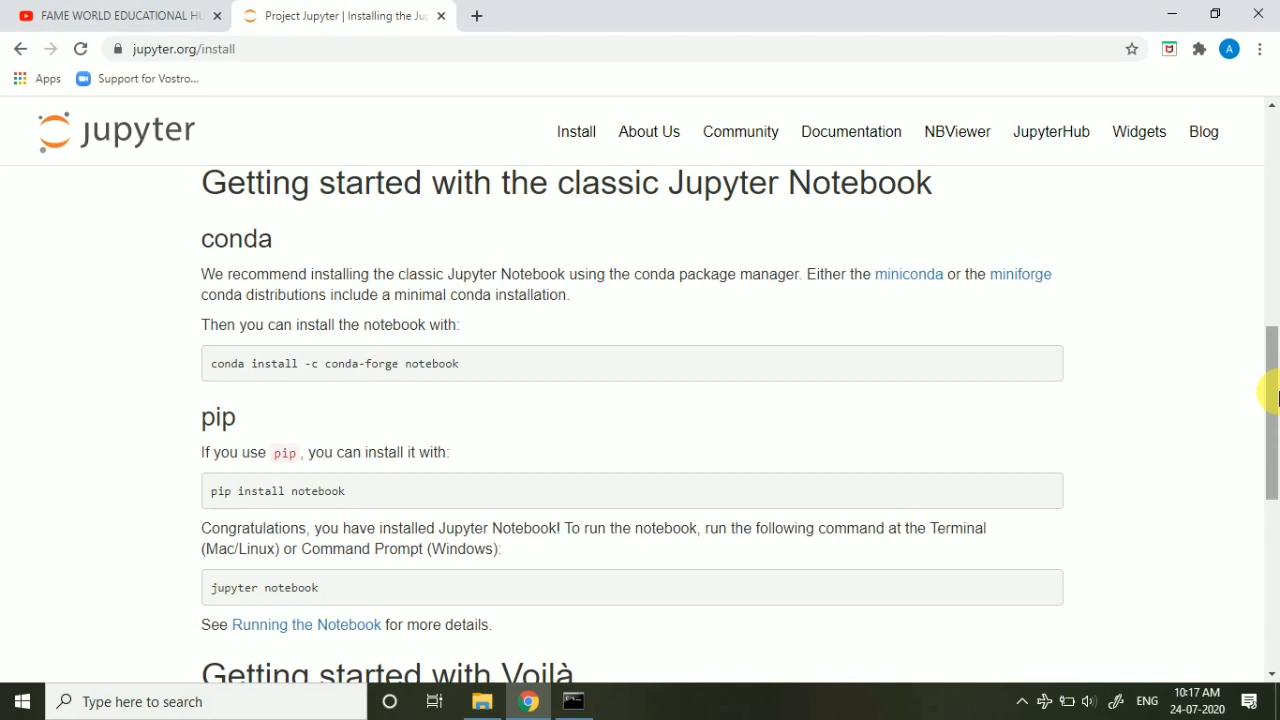 FAME WORLD EDUCATIONAL HU
Project Jupyter | Installing the Jup
jupyter.org/install
A
Apps
Support for Vostro...
jupyter
Install
About Us
Community
Documentation
NBViewer
JupyterHub
Widgets
Blog
Getting started with the classic Jupyter Notebook
conda
We recommend installing the classic Jupyter Notebook using the conda package manager. Either the miniconda or the miniforge
conda distributions include a minimal conda installation.
Then you can install the notebook with:
conda install -c conda-forge notebook
pip
If you use pip, you can install it with:
pip install notebook
Congratulations, you have installed Jupyter Notebook! To run the notebook, run the following command at the Terminal
(Mac/Linux) or Command Prompt (Windows):
jupyter notebook
See Running the Notebook for more details.
Getting started with Voilà
Type here to search
ENG
10:17 AM
24-07-2020